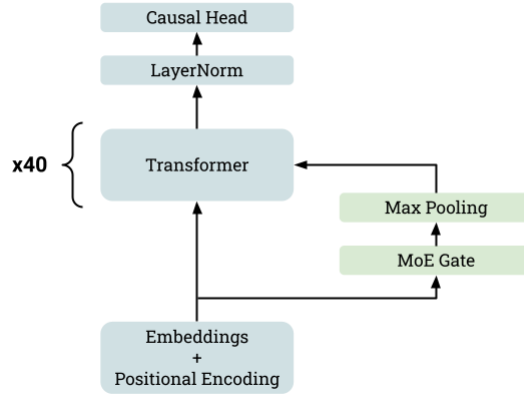 Causal Head
LayerNorm
x40
Transformer
Max Pooling
MoE Gate
Embeddings
+
Positional Encoding